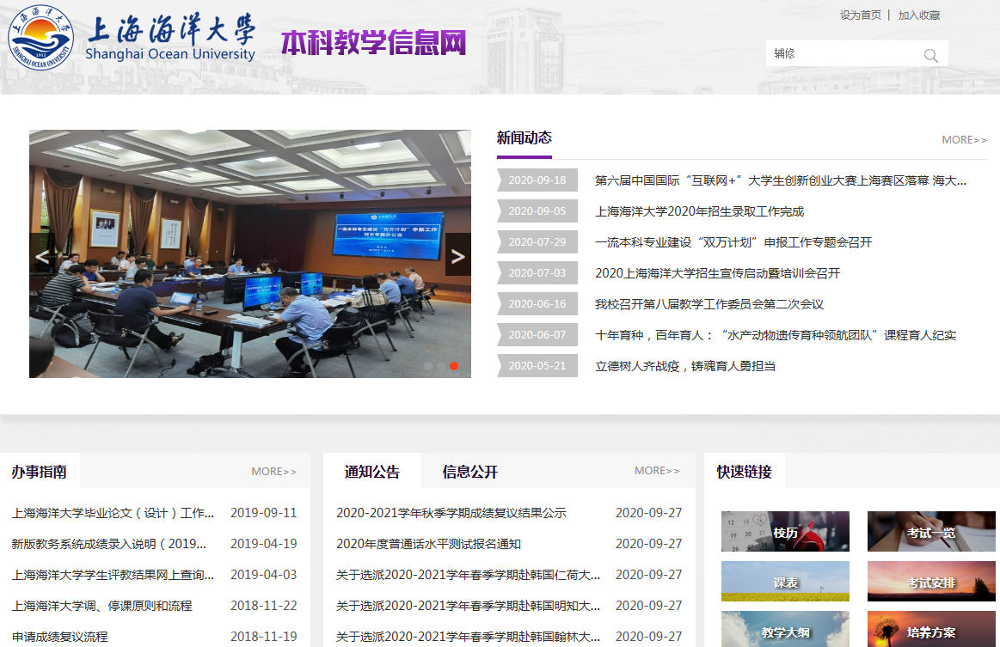 上海海洋大学
Shanghai Ocean University
SHANGHAI OCEAN UNIVERSITY
1912
本科教学信息网
设为首页 | 加入收藏
辅修
一流本科专业建设“双万计划”申报工作
校长专题办公会
< >
新闻动态 MORE>>
2020-09-18 第六届中国国际“互联网+”大学生创新创业大赛上海赛区落幕 海大...
2020-09-05 上海海洋大学2020年招生录取工作完成
2020-07-29 一流本科专业建设“双万计划”申报工作专题会召开
2020-07-03 2020上海海洋大学招生宣传启动暨培训会召开
2020-06-16 我校召开第八届教学工作委员会第二次会议
2020-06-07 十年育种，百年育人：“水产动物遗传育种领航团队”课程育人纪实
2020-05-21 立德树人齐战疫，铸魂育人勇担当
办事指南 MORE>>
上海海洋大学毕业论文（设计）工作... 2019-09-11
新版教务系统成绩录入说明（2019... 2019-04-19
上海海洋大学学生评教结果网上查询... 2019-04-03
上海海洋大学调、停课原则和流程 2018-11-22
申请成绩复议流程 2018-11-19
通知公告 信息公开 MORE>>
2020-2021学年秋季学期成绩复议结果公示 2020-09-27
2020年度普通话水平测试报名通知 2020-09-27
关于选派2020-2021学年春季学期赴韩国仁荷大... 2020-09-27
关于选派2020-2021学年春季学期赴韩国明知大... 2020-09-27
关于选派2020-2021学年春季学期赴韩国翰林大... 2020-09-27
快速链接
校历 考试一览
课表 考试安排
教学大纲 培养方案